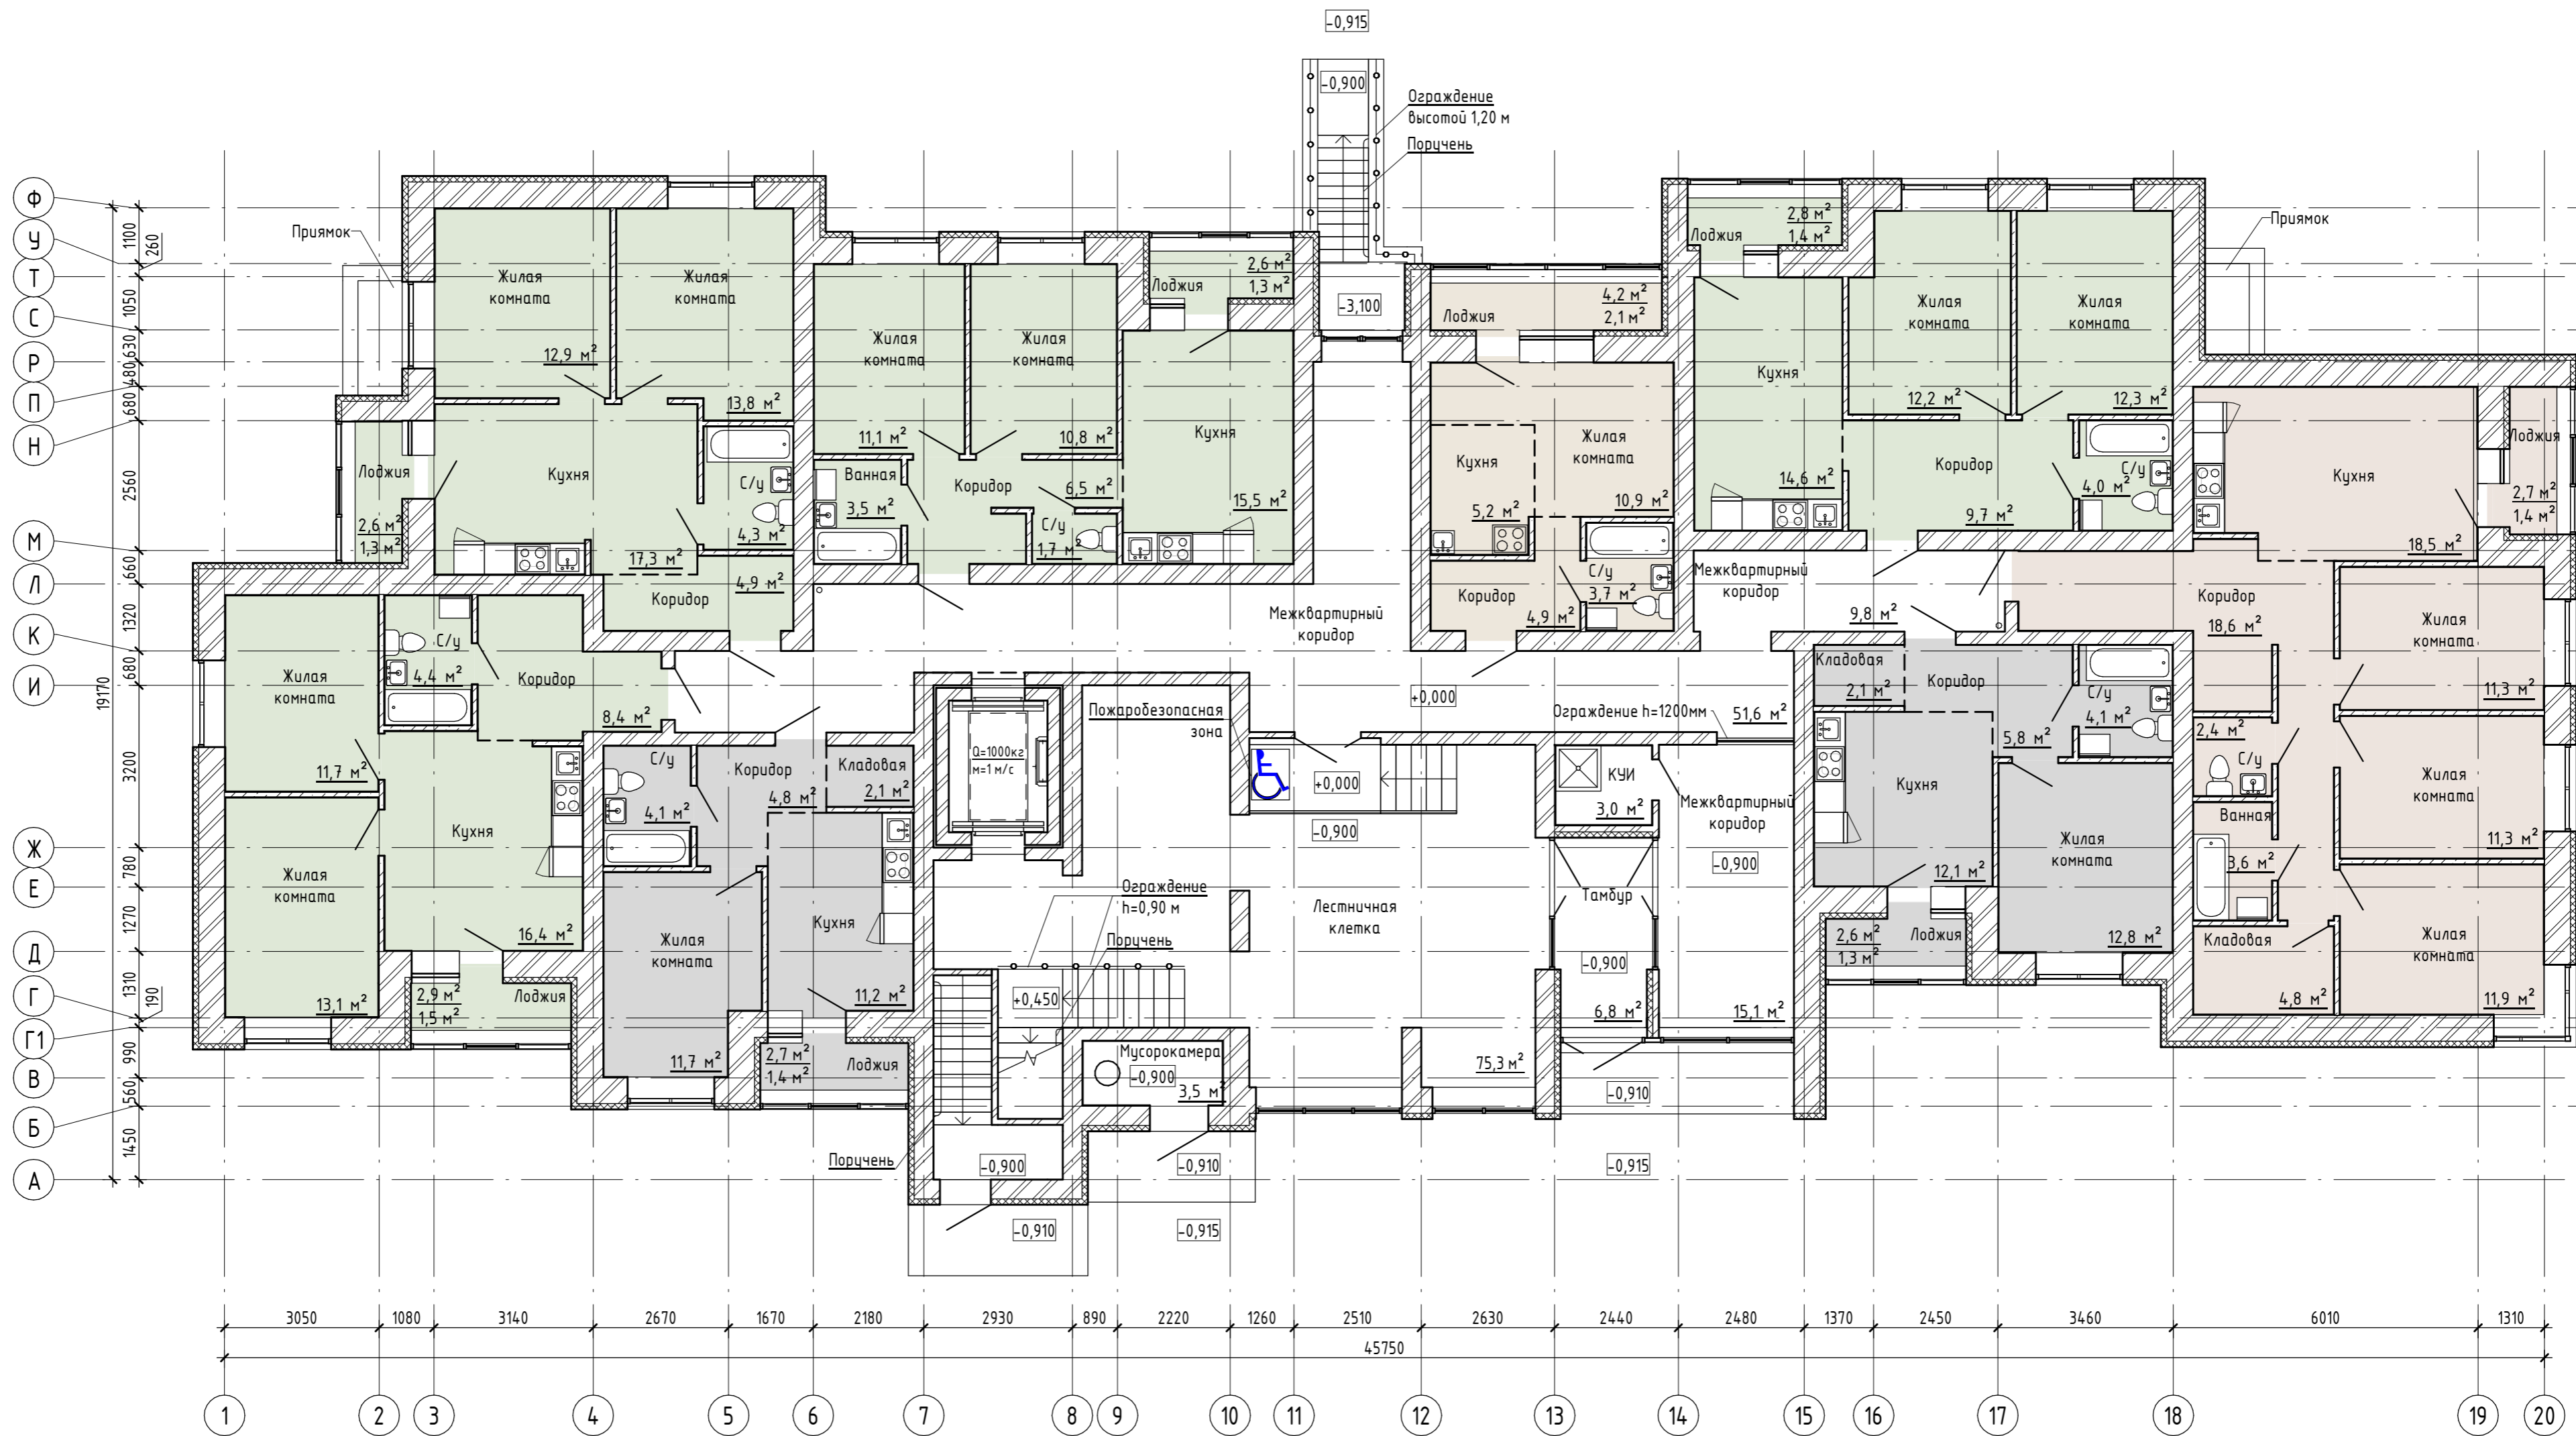 -0,915
-0,900
Ограждение
высотой 1,20 м
Поручень
Ф
У
Т
С
Р
П
Н
М
Л
К
И
Ж
Е
Д
Г
Г1
В
Б
А
1100
260
1050
630
480
680
2560
660
1320
680
3200
780
1270
1310
190
990
560
1450
19170
Приямок
Жилая
комната
12,9 м²
Жилая
комната
13,8 м²
Кухня
17,3 м²
С/у
4,3 м²
Коридор
4,9 м²
Лоджия
2,6 м²
1,3 м²
Жилая
комната
11,1 м²
Жилая
комната
10,8 м²
Лоджия
2,6 м²
1,3 м²
Кухня
15,5 м²
Ванная
3,5 м²
Коридор
6,5 м²
С/у
1,7 м²
-3,100
Лоджия
4,2 м²
2,1 м²
Жилая
комната
10,9 м²
Кухня
5,2 м²
Коридор
4,9 м²
С/у
3,7 м²
Лоджия
2,8 м²
1,4 м²
Кухня
14,6 м²
Жилая
комната
12,2 м²
Жилая
комната
12,3 м²
Коридор
9,7 м²
С/у
4,0 м²
Приямок
Кухня
18,5 м²
Лоджия
2,7 м²
1,4 м²
Коридор
18,6 м²
Жилая
комната
11,3 м²
Жилая
комната
11,3 м²
Жилая
комната
11,9 м²
2,4 м²
С/у
Ванная
3,6 м²
Кладовая
4,8 м²
Межквартирный
коридор
9,8 м²
Межквартирный
коридор
+0,000
51,6 м²
Ограждение h=1200мм
Жилая
комната
11,7 м²
С/у
4,4 м²
Коридор
8,4 м²
Жилая
комната
13,1 м²
Кухня
16,4 м²
Лоджия
2,9 м²
1,5 м²
С/у
4,1 м²
Коридор
4,8 м²
Кладовая
2,1 м²
Жилая
комната
11,7 м²
Кухня
11,2 м²
Лоджия
2,7 м²
1,4 м²
Q=1000кг
м=1 м/с
Пожаробезопасная
зона
+0,000
-0,900
Ограждение
h=0,90 м
Поручень
+0,450
Лестничная
клетка
75,3 м²
Мусорокамера
-0,900
3,5 м²
Поручень
-0,900
-0,910
-0,910
-0,915
КУИ
3,0 м²
Тамбур
-0,900
6,8 м²
Межквартирный
коридор
-0,900
15,1 м²
-0,910
-0,915
Кладовая
2,1 м²
Коридор
5,8 м²
С/у
4,1 м²
Кухня
12,1 м²
Жилая
комната
12,8 м²
Лоджия
2,6 м²
1,3 м²
3050 1080 3140 2670 1670 2180 2930 890 2220 1260 2510 2630 2440 2480 1370 2450 3460 6010 1310
45750
1 2 3 4 5 6 7 8 9 10 11 12 13 14 15 16 17 18 19 20